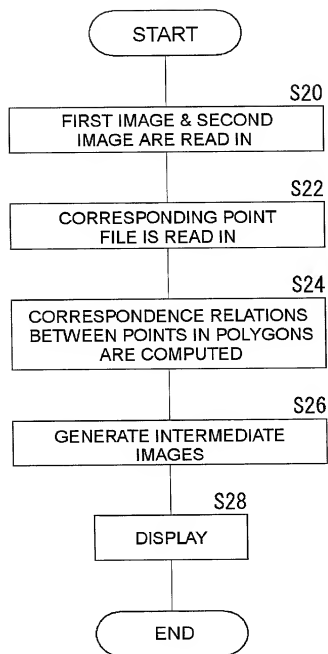 START
S20
FIRST IMAGE & SECOND
IMAGE ARE READ IN
S22
CORRESPONDING POINT
FILE IS READ IN
S24
CORRESPONDENCE RELATIONS
BETWEEN POINTS IN POLYGONS
ARE COMPUTED
S26
GENERATE INTERMEDIATE
IMAGES
S28
DISPLAY
END